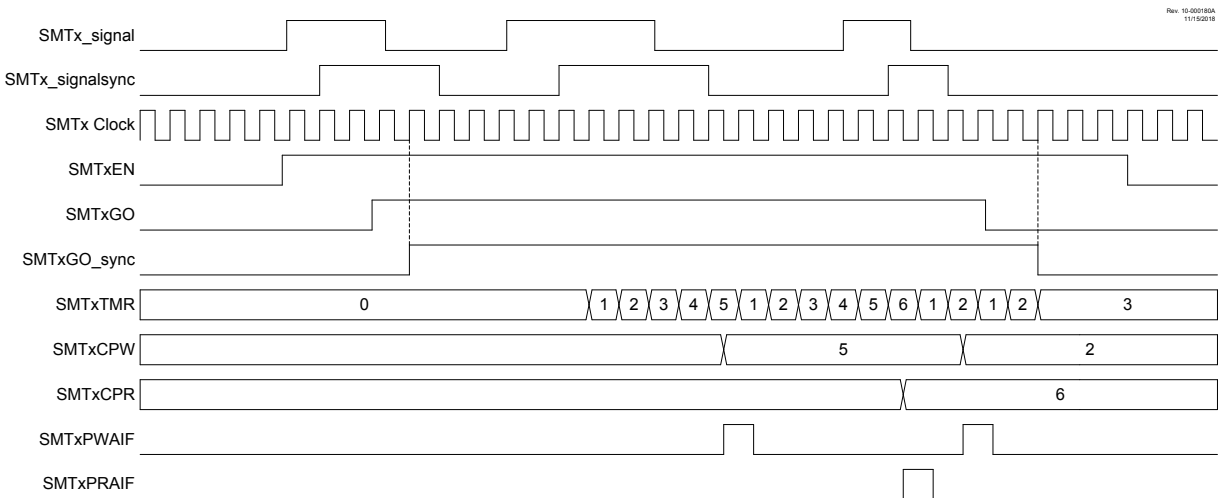 Rev. 10-000180A
11/15/2018
SMTx_signal
SMTx_signalsync
SMTx Clock
SMTxEN
SMTxGO
SMTxGO_sync
SMTxTMR 0 1 2 3 4 5 1 2 3 4 5 6 1 2 1 2 3
SMTxCPW 5 2
SMTxCPR 6
SMTxPWAIF
SMTxPRAIF